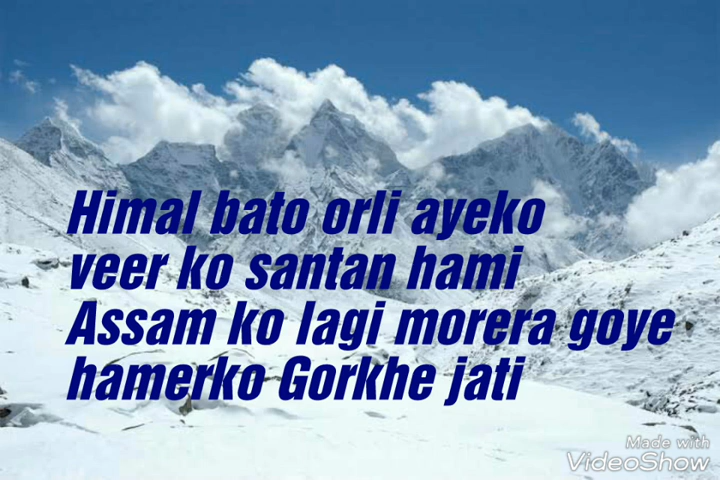 Himal bato orli ayeko
veer ko santan hami
Assam ko lagi morera goye
hamerko Gorkhe jati
Made with
VideoShow